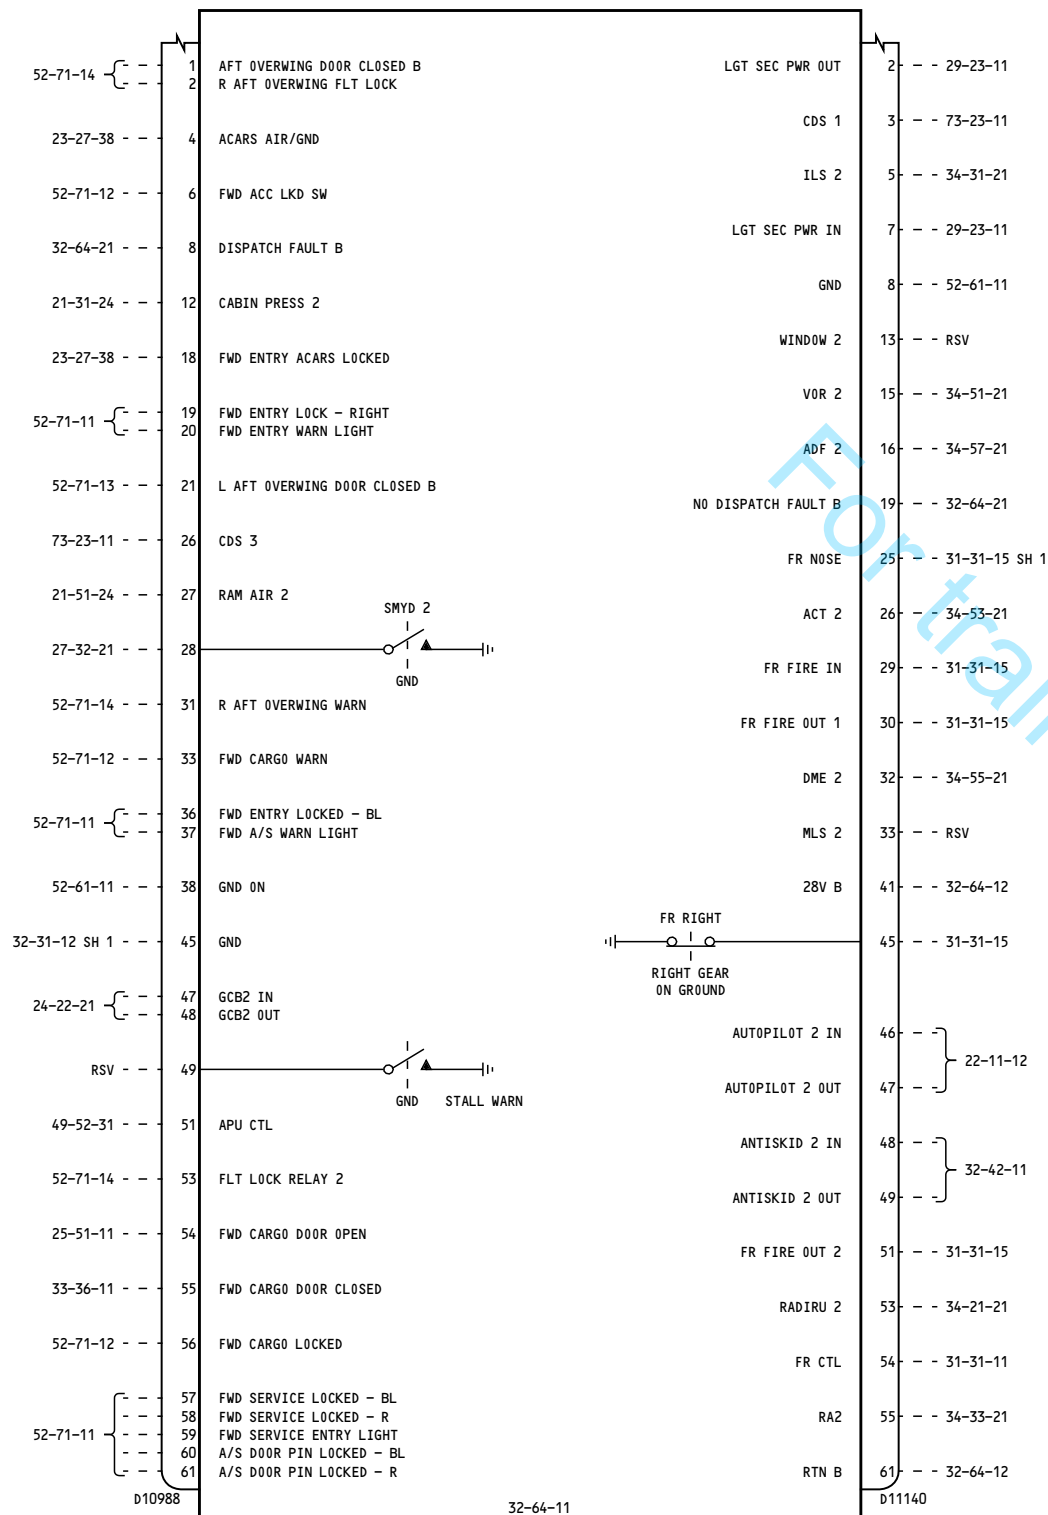 52-71-14 1 AFT OVERWING DOOR CLOSED B
2 R AFT OVERWING FLT LOCK
23-27-38 4 ACARS AIR/GND
52-71-12 6 FWD ACC LKD SW
32-64-21 8 DISPATCH FAULT B
21-31-24 12 CABIN PRESS 2
23-27-38 18 FWD ENTRY ACARS LOCKED
52-71-11 19 FWD ENTRY LOCK - RIGHT
20 FWD ENTRY WARN LIGHT
52-71-13 21 L AFT OVERWING DOOR CLOSED B
73-23-11 26 CDS 3
21-51-24 27 RAM AIR 2
SMYD 2
27-32-21 28
GND
52-71-14 31 R AFT OVERWING WARN
52-71-12 33 FWD CARGO WARN
52-71-11 36 FWD ENTRY LOCKED - BL
37 FWD A/S WARN LIGHT
52-61-11 38 GND ON
32-31-12 SH 1 45 GND
24-22-21 47 GCB2 IN
48 GCB2 OUT
RSV 49
GND STALL WARN
49-52-31 51 APU CTL
52-71-14 53 FLT LOCK RELAY 2
25-51-11 54 FWD CARGO DOOR OPEN
33-36-11 55 FWD CARGO DOOR CLOSED
52-71-12 56 FWD CARGO LOCKED
52-71-11 57 FWD SERVICE LOCKED - BL
58 FWD SERVICE LOCKED - R
59 FWD SERVICE ENTRY LIGHT
60 A/S DOOR PIN LOCKED - BL
61 A/S DOOR PIN LOCKED - R
D10988
LGT SEC PWR OUT 2 29-23-11
CDS 1 3 73-23-11
ILS 2 5 34-31-21
LGT SEC PWR IN 7 29-23-11
GND 8 52-61-11
WINDOW 2 13 RSV
VOR 2 15 34-51-21
ADF 2 16 34-57-21
NO DISPATCH FAULT B 19 32-64-21
FR NOSE 25 31-31-15 SH 1
ACT 2 26 34-53-21
FR FIRE IN 29 31-31-15
FR FIRE OUT 1 30 31-31-15
DME 2 32 34-55-21
MLS 2 33 RSV
28V B 41 32-64-12
FR RIGHT
45 31-31-15
RIGHT GEAR
ON GROUND
AUTOPILOT 2 IN 46
22-11-12
AUTOPILOT 2 OUT 47
ANTISKID 2 IN 48
32-42-11
ANTISKID 2 OUT 49
FR FIRE OUT 2 51 31-31-15
RADIRU 2 53 34-21-21
FR CTL 54 31-31-11
RA2 55 34-33-21
RTN B 61 32-64-12
D11140
32-64-11
For